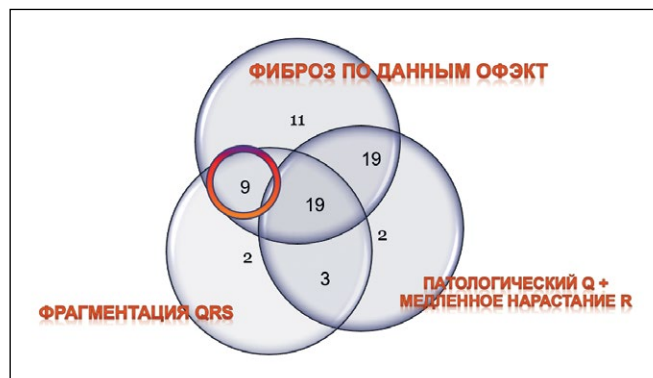 ФИБРОЗ ПО ДАННЫМ ОФЭКТ
11
19
9
19
2
2
3
ПАТОЛОГИЧЕСКИЙ Q +
МЕДЛЕННОЕ НАРАСТАНИЕ R
ФРАГМЕНТАЦИЯ QRS